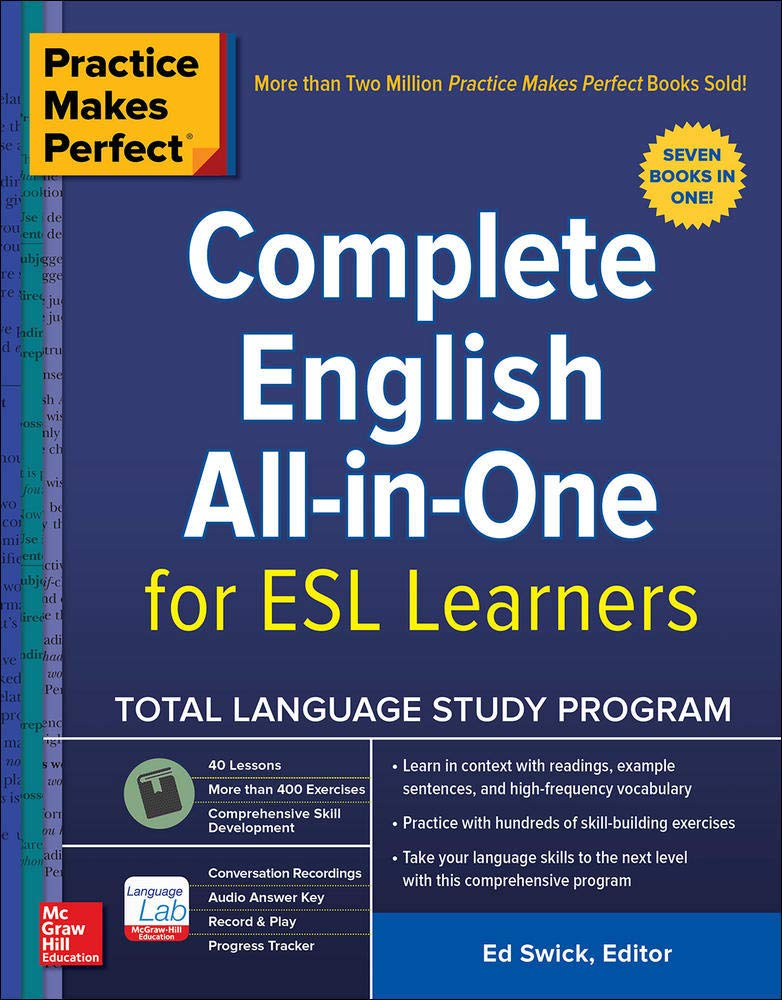 Practice
Makes
Perfect®
More than Two Million Practice Makes Perfect Books Sold!
SEVEN
BOOKS IN
ONE!
Complete
English
All-in-One
for ESL Learners
TOTAL LANGUAGE STUDY PROGRAM
40 Lessons
More than 400 Exercises
Comprehensive Skill
Development
Language
Lab
McGraw-Hill
Education
Conversation Recordings
Audio Answer Key
Record & Play
Progress Tracker
• Learn in context with readings, example
sentences, and high-frequency vocabulary
• Practice with hundreds of skill-building exercises
• Take your language skills to the next level
with this comprehensive program
Mc
Graw
Hill
Education
Ed Swick, Editor